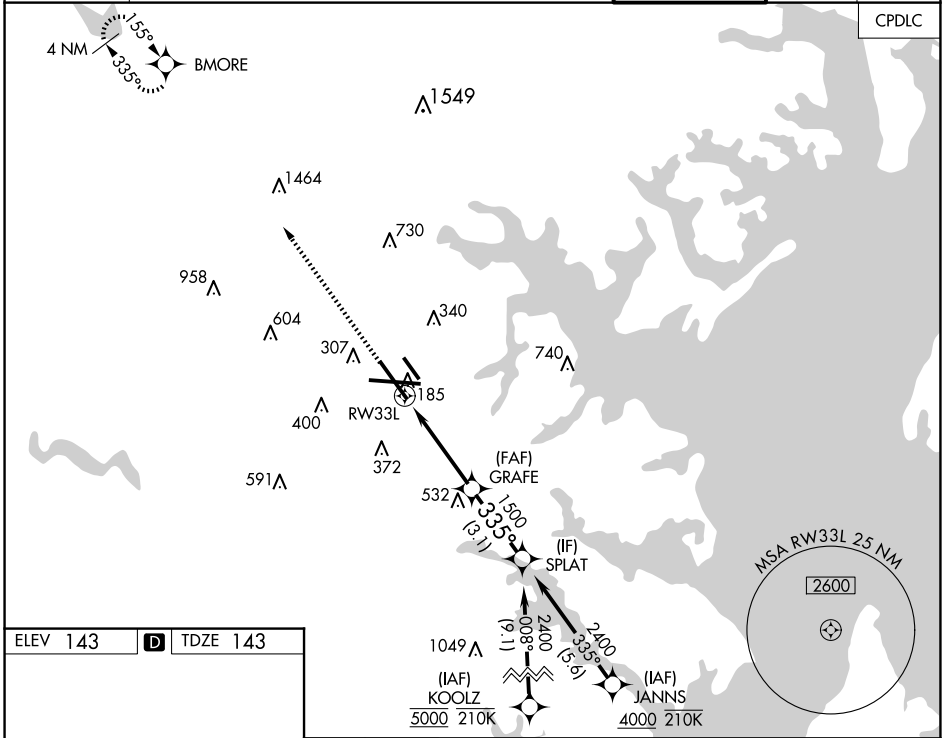 CPDLC
155°
4 NM
335°
BMORE
1549
1464
730
958
604
340
307
740
185
RW33L
400
372
(FAF)
GRAFE
591
532
1500
335°
(3.1)
(IF)
SPLAT
MSA RW33L 25 NM
2600
ELEV 143
D
TDZE 143
1049
2400
008°
(9.1)
2400
335°
(5.6)
(IAF)
KOOLZ
5000 210K
(IAF)
JANNS
4000 210K